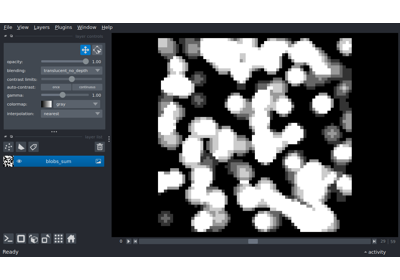 File View Layers Plugins Window Help
opacity: 1.00
blending: translucent_no_depth
contrast limits:
auto-contrast: once continuous
gamma: 1.00
colormap: gray
interpolation: nearest
blobs_sum
Ready
activity